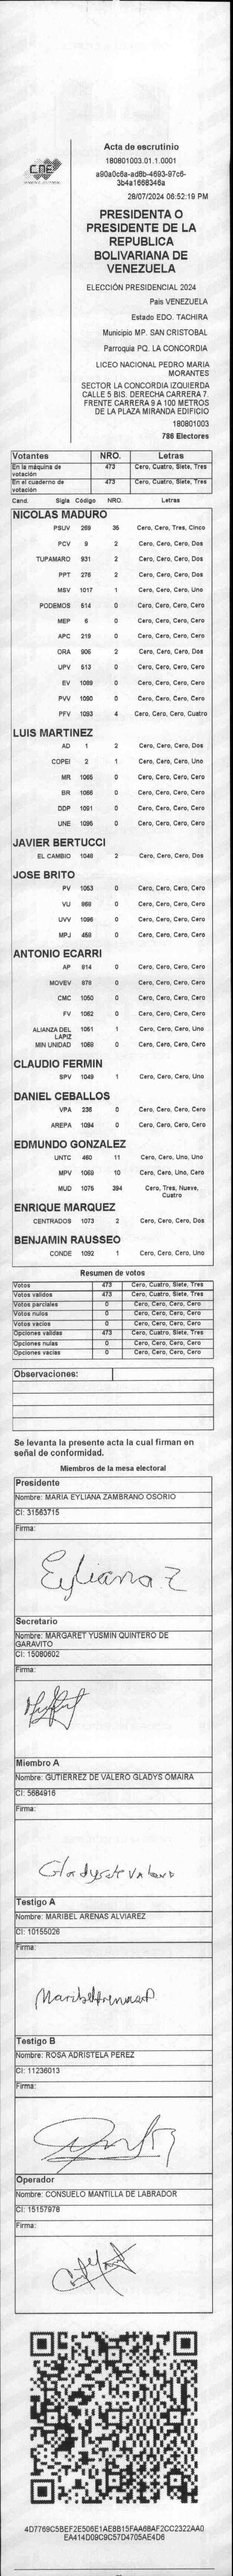 CNE
Acta de escrutinio
180801003.01.1.0001
a90a0c6a-ad8b-4693-97c6-
3b4a1668346a
28/07/2024 06:52:19 PM
PRESIDENTA O
PRESIDENTE DE LA
REPUBLICA
BOLIVARIANA DE
VENEZUELA
ELECCIÓN PRESIDENCIAL 2024
País VENEZUELA
Estado EDO. TACHIRA
Municipio MP. SAN CRISTOBAL
Parroquia PQ. LA CONCORDIA
LICEO NACIONAL PEDRO MARIA
MORANTES
SECTOR LA CONCORDIA IZQUIERDA
CALLE 5 BIS. DERECHA CARRERA 7.
FRENTE CARRERA 9 A 100 METROS
DE LA PLAZA MIRANDA EDIFICIO
180801003
786 Electores
Votantes NRO. Letras
En la máquina de votación 473 Cero, Cuatro, Siete, Tres
En el cuaderno de votación 473 Cero, Cuatro, Siete, Tres
Cand. Sigla Código NRO. Letras
NICOLAS MADURO
PSUV 269 35 Cero, Cero, Tres, Cinco
PCV 9 2 Cero, Cero, Cero, Dos
TUPAMARO 931 2 Cero, Cero, Cero, Dos
PPT 276 2 Cero, Cero, Cero, Dos
MSV 1017 1 Cero, Cero, Cero, Uno
PODEMOS 514 0 Cero, Cero, Cero, Cero
MEP 6 0 Cero, Cero, Cero, Cero
APC 219 0 Cero, Cero, Cero, Cero
ORA 906 2 Cero, Cero, Cero, Dos
UPV 513 0 Cero, Cero, Cero, Cero
EV 1089 0 Cero, Cero, Cero, Cero
PVV 1090 0 Cero, Cero, Cero, Cero
PFV 1093 4 Cero, Cero, Cero, Cuatro
LUIS MARTINEZ
AD 1 2 Cero, Cero, Cero, Dos
COPEI 2 1 Cero, Cero, Cero, Uno
MR 1065 0 Cero, Cero, Cero, Cero
BR 1066 0 Cero, Cero, Cero, Cero
DDP 1091 0 Cero, Cero, Cero, Cero
UNE 1095 0 Cero, Cero, Cero, Cero
JAVIER BERTUCCI
EL CAMBIO 1048 2 Cero, Cero, Cero, Dos
JOSE BRITO
PV 1053 0 Cero, Cero, Cero, Cero
VU 868 0 Cero, Cero, Cero, Cero
UVV 1096 0 Cero, Cero, Cero, Cero
MPJ 459 0 Cero, Cero, Cero, Cero
ANTONIO ECARRI
AP 914 0 Cero, Cero, Cero, Cero
MOVEV 878 0 Cero, Cero, Cero, Cero
CMC 1050 0 Cero, Cero, Cero, Cero
FV 1062 0 Cero, Cero, Cero, Cero
ALIANZA DEL LAPIZ 1051 1 Cero, Cero, Cero, Uno
MIN UNIDAD 1069 0 Cero, Cero, Cero, Cero
CLAUDIO FERMIN
SPV 1049 1 Cero, Cero, Cero, Uno
DANIEL CEBALLOS
VPA 236 0 Cero, Cero, Cero, Cero
AREPA 1094 0 Cero, Cero, Cero, Cero
EDMUNDO GONZALEZ
UNTC 460 11 Cero, Cero, Uno, Uno
MPV 1069 10 Cero, Cero, Uno, Cero
MUD 1075 394 Cero, Tres, Nueve, Cuatro
ENRIQUE MARQUEZ
CENTRADOS 1073 2 Cero, Cero, Cero, Dos
BENJAMIN RAUSSEO
CONDE 1092 1 Cero, Cero, Cero, Uno
Resumen de votos
Votos 473 Cero, Cuatro, Siete, Tres
Votos validos 473 Cero, Cuatro, Siete, Tres
Votos parciales 0 Cero, Cero, Cero, Cero
Votos nulos 0 Cero, Cero, Cero, Cero
Votos vacios 0 Cero, Cero, Cero, Cero
Opciones validas 473 Cero, Cuatro, Siete, Tres
Opciones nulas 0 Cero, Cero, Cero, Cero
Opciones vacias 0 Cero, Cero, Cero, Cero
Observaciones:
Se levanta la presente acta la cual firman en
señal de conformidad.
Miembros de la mesa electoral
Presidente
Nombre: MARIA EYLIANA ZAMBRANO OSORIO
CI: 31563715
Firma:
Eyliana Z
Secretario
Nombre: MARGARET YUSMIN QUINTERO DE
GARAVITO
CI: 15080602
Firma:
Miembro A
Nombre: GUTIERREZ DE VALERO GLADYS OMAIRA
CI: 5684916
Firma:
Testigo A
Nombre: MARIBEL ARENAS ALVIAREZ
CI: 10155026
Firma:
Testigo B
Nombre: ROSA ADRISTELA PEREZ
CI: 11236013
Firma:
Operador
Nombre: CONSUELO MANTILLA DE LABRADOR
CI: 15157978
Firma:
4D7769C5BEF2E506E1AEBB15FAA68AF2CC2322AA0
EA414D09C9C57D4705AE4D6